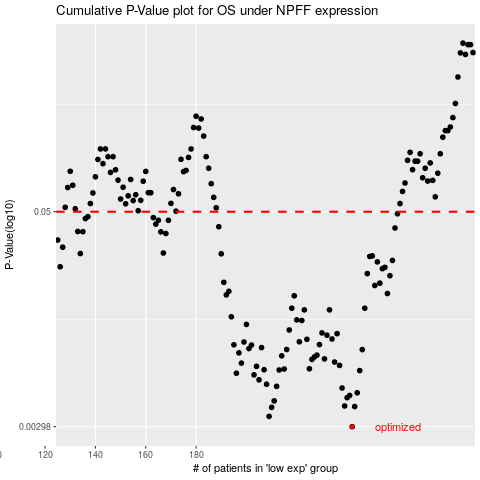 Cumulative P-Value plot for OS under NPFF expression
P-Value(log10)
0.05
0.00298
optimized
0 120 140 160 180
# of patients in 'low exp' group